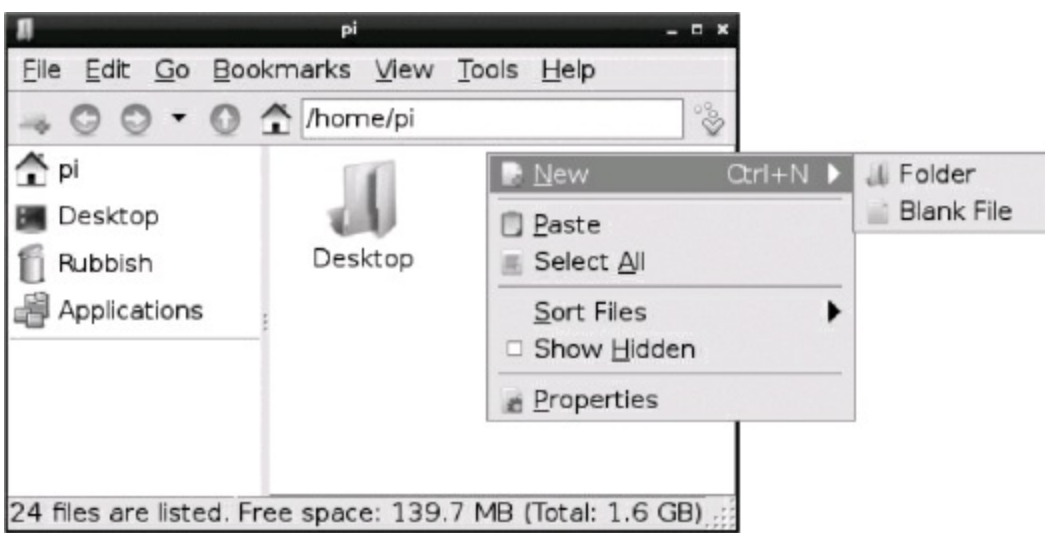 pi
File Edit Go Bookmarks View Tools Help
/home/pi
pi
Desktop
Rubbish
Applications
Desktop
New Ctrl+N
Paste
Select All
Sort Files
Show Hidden
Properties
Folder
Blank File
24 files are listed. Free space: 139.7 MB (Total: 1.6 GB)